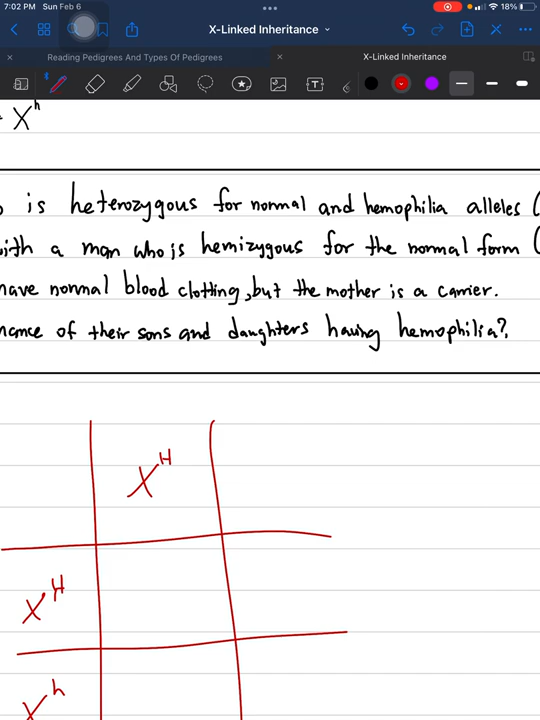 7:02 PM Sun Feb 6
18%
X-Linked Inheritance
Reading Pedigrees And Types Of Pedigrees
X-Linked Inheritance
X^h
is heterozygous for normal and hemophilia alleles (
with a man who is hemizygous for the normal form (
have normal blood clotting, but the mother is a carrier.
of their sons and daughters having hemophilia?
X^H
X^H
X^h